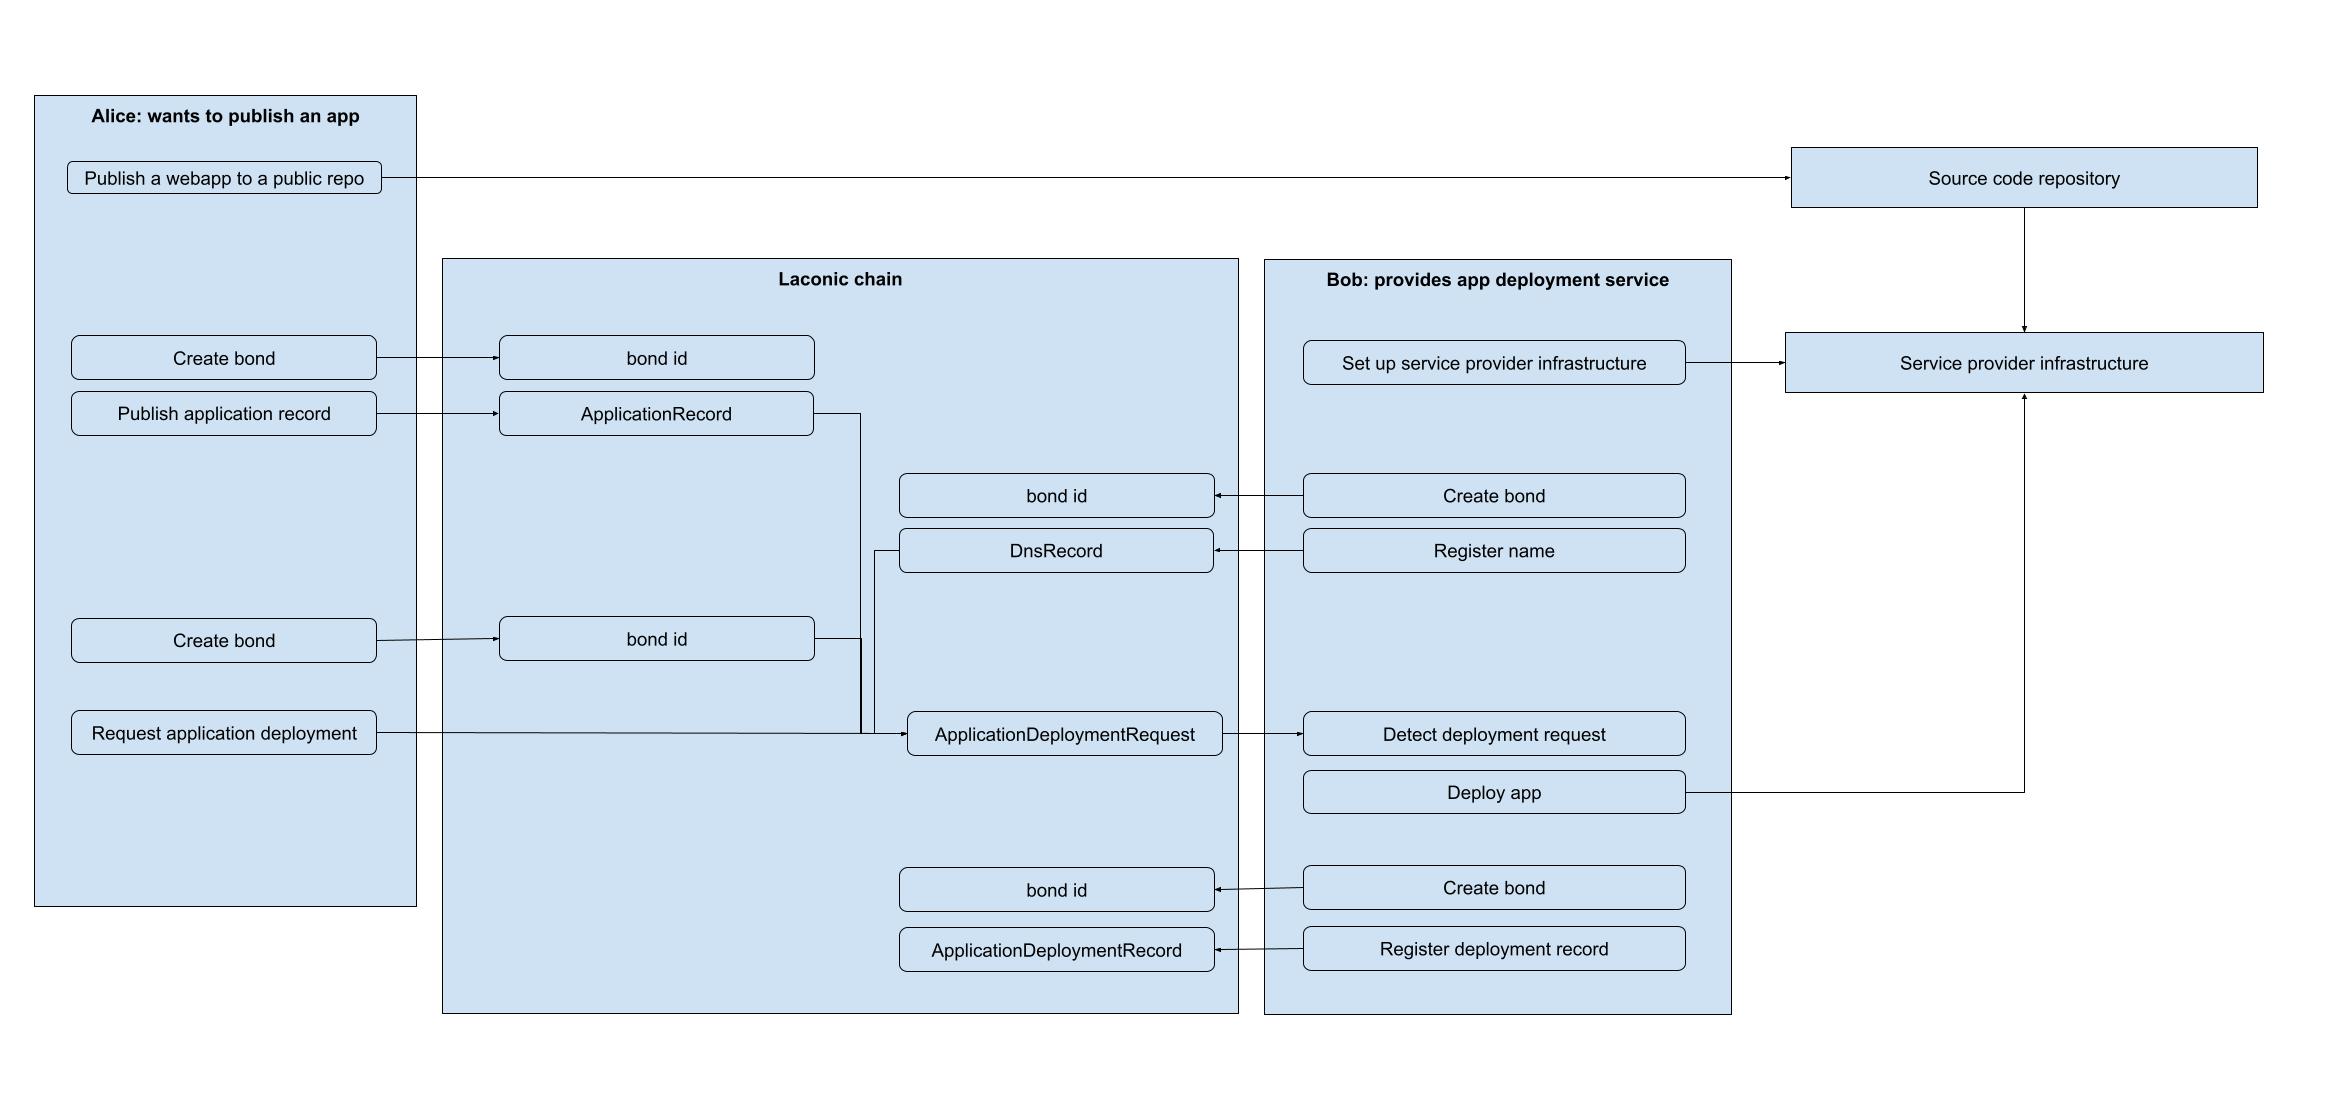 Alice: wants to publish an app
Publish a webapp to a public repo
Source code repository
Laconic chain
Bob: provides app deployment service
Create bond
bond id
Set up service provider infrastructure
Service provider infrastructure
Publish application record
ApplicationRecord
bond id
Create bond
DnsRecord
Register name
Create bond
bond id
Request application deployment
ApplicationDeploymentRequest
Detect deployment request
Deploy app
bond id
Create bond
ApplicationDeploymentRecord
Register deployment record